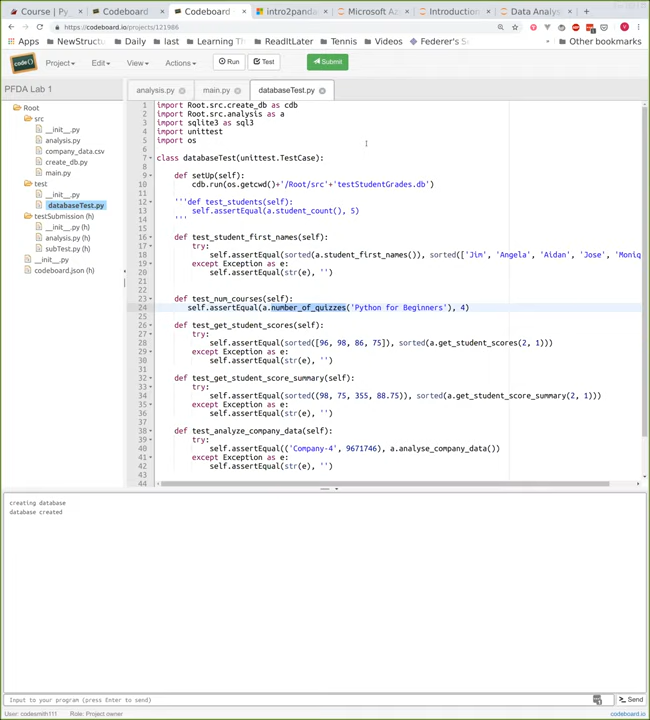 Course | Py
Codeboard
Codeboard
intro2pand
Microsoft Az
Introduction
Data Analys
https://codeboard.io/projects/121986
Apps NewStruct Daily last Learning T ReadItLater Tennis Videos Federer's S Other bookmarks
code() Project Edit View Actions Run Test Submit
PFDA Lab 1
analysis.py
main.py
databaseTest.py
Root
src
__init__.py
analysis.py
company_data.csv
create_db.py
main.py
test
__init__.py
databaseTest.py
testSubmission (h)
__init__.py (h)
analysis.py (h)
subTest.py (h)
__init__.py
codeboard.json (h)
1 import Root.src.create_db as cdb
2 import Root.src.analysis as a
3 import sqlite3 as sql3
4 import unittest
5 import os
6
7 class databaseTest(unittest.TestCase):
8
9 def setUp(self):
10 cdb.run(os.getcwd()+'/Root/src'+'testStudentGrades.db')
11
12 '''def test_students(self):
13 self.assertEqual(a.student_count(), 5)
14 '''
15
16 def test_student_first_names(self):
17 try:
18 self.assertEqual(sorted(a.student_first_names()), sorted(['Jim', 'Angela', 'Aidan', 'Jose', 'Moniq
19 except Exception as e:
20 self.assertEqual(str(e), '')
21
22
23 def test_num_courses(self):
24 self.assertEqual(a.number_of_quizzes('Python for Beginners'), 4)
25
26 def test_get_student_scores(self):
27 try:
28 self.assertEqual(sorted([96, 98, 86, 75]), sorted(a.get_student_scores(2, 1)))
29 except Exception as e:
30 self.assertEqual(str(e), '')
31
32 def test_get_student_score_summary(self):
33 try:
34 self.assertEqual(sorted((98, 75, 355, 88.75)), sorted(a.get_student_score_summary(2, 1)))
35 except Exception as e:
36 self.assertEqual(str(e), '')
37
38 def test_analyze_company_data(self):
39 try:
40 self.assertEqual(('Company-4', 9671746), a.analyse_company_data())
41 except Exception as e:
42 self.assertEqual(str(e), '')
43
44
creating database
database created
Input to your program (press Enter to send)
>_ Send
User: codesmith111 Role: Project owner codeboard.io